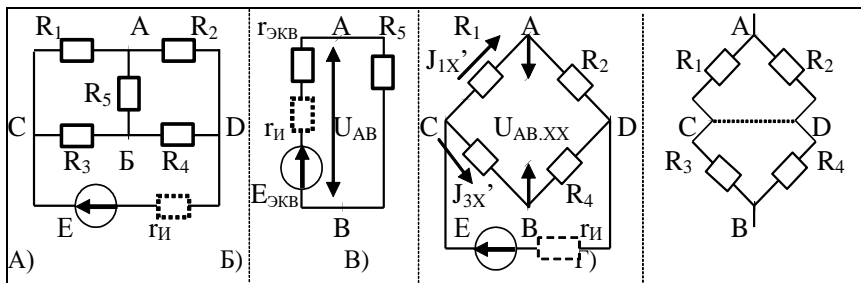 R1 A R2
R5
C D
R3 Б R4
E rИ
А) Б)
rЭКВ A R5
rИ UAB
EЭКВ
B
В)
R1 A
J1X’ R2
C UAB.XX D
J3X’ R4
E B rИ
Г)
A
R1 R2
C D
R3 R4
B